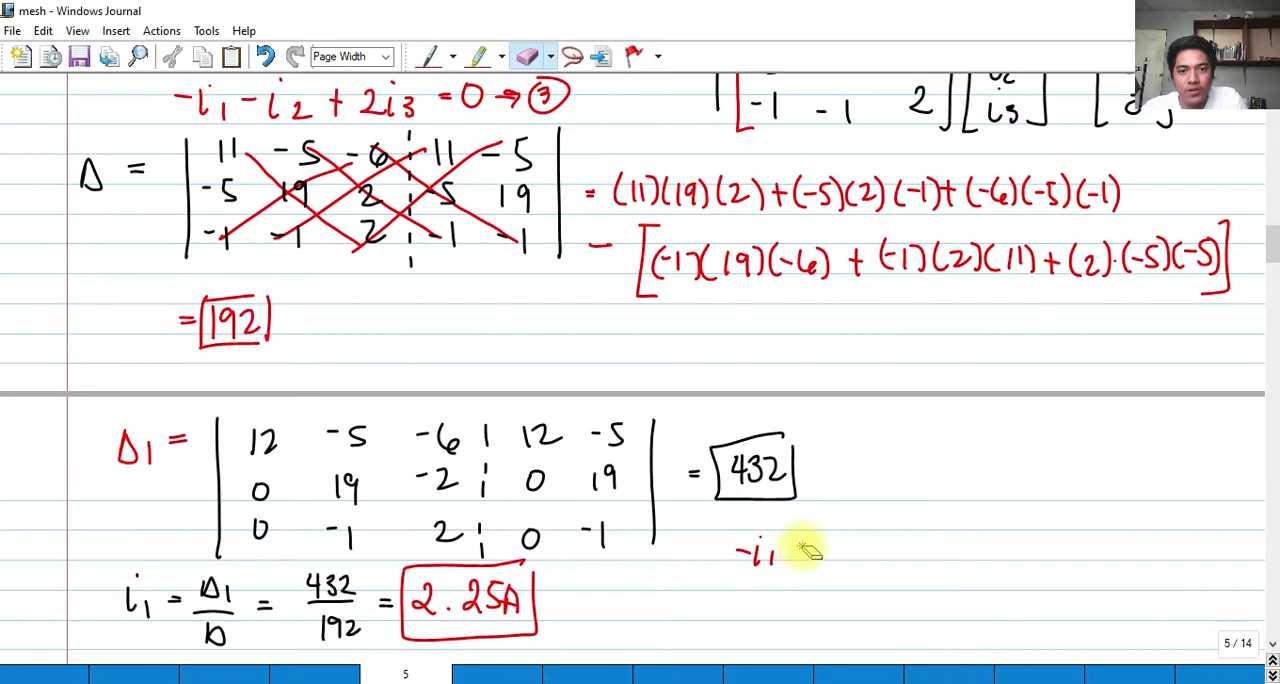 mesh - Windows Journal
File Edit View Insert Actions Tools Help
Page Width
-i1 - i2 + 2i3 = 0 → ③
-1 -1 2 i3
Δ = | 11 -5 -6 ¦ 11 -5 |
| -5 19 2 ¦ -5 19 |
| -1 -1 2 ¦ -1 -1 |
= (11)(19)(2) + (-5)(2)(-1) + (-6)(-5)(-1)
- [(-1)(19)(-6) + (-1)(2)(11) + (2)·(-5)(-5)]
= 192
Δ1 = | 12 -5 -6 ¦ 12 -5 |
| 0 19 -2 ¦ 0 19 |
| 0 -1 2 ¦ 0 -1 |
= 432
-i1
i1 = Δ1/Δ = 432/192 = 2.25A
5 / 14
5